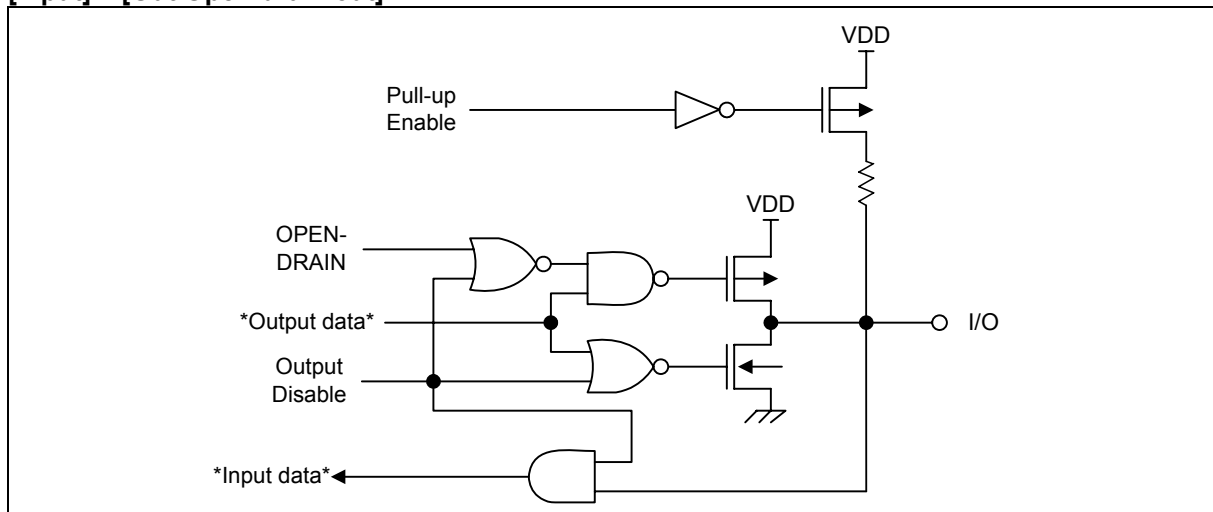 VDD
Pull-up
Enable
VDD
OPEN-
DRAIN
*Output data*
I/O
Output
Disable
*Input data*